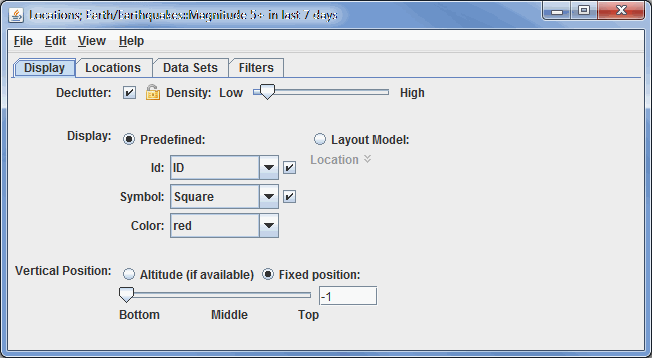 Locations; Earth/Earthquakes::Magnitude 5+ in last 7 days
File Edit View Help
Display Locations Data Sets Filters
Declutter: Density: Low High
Display: Predefined: Layout Model:
Id: ID Location
Symbol: Square
Color: red
Vertical Position: Altitude (if available) Fixed position:
-1
Bottom Middle Top